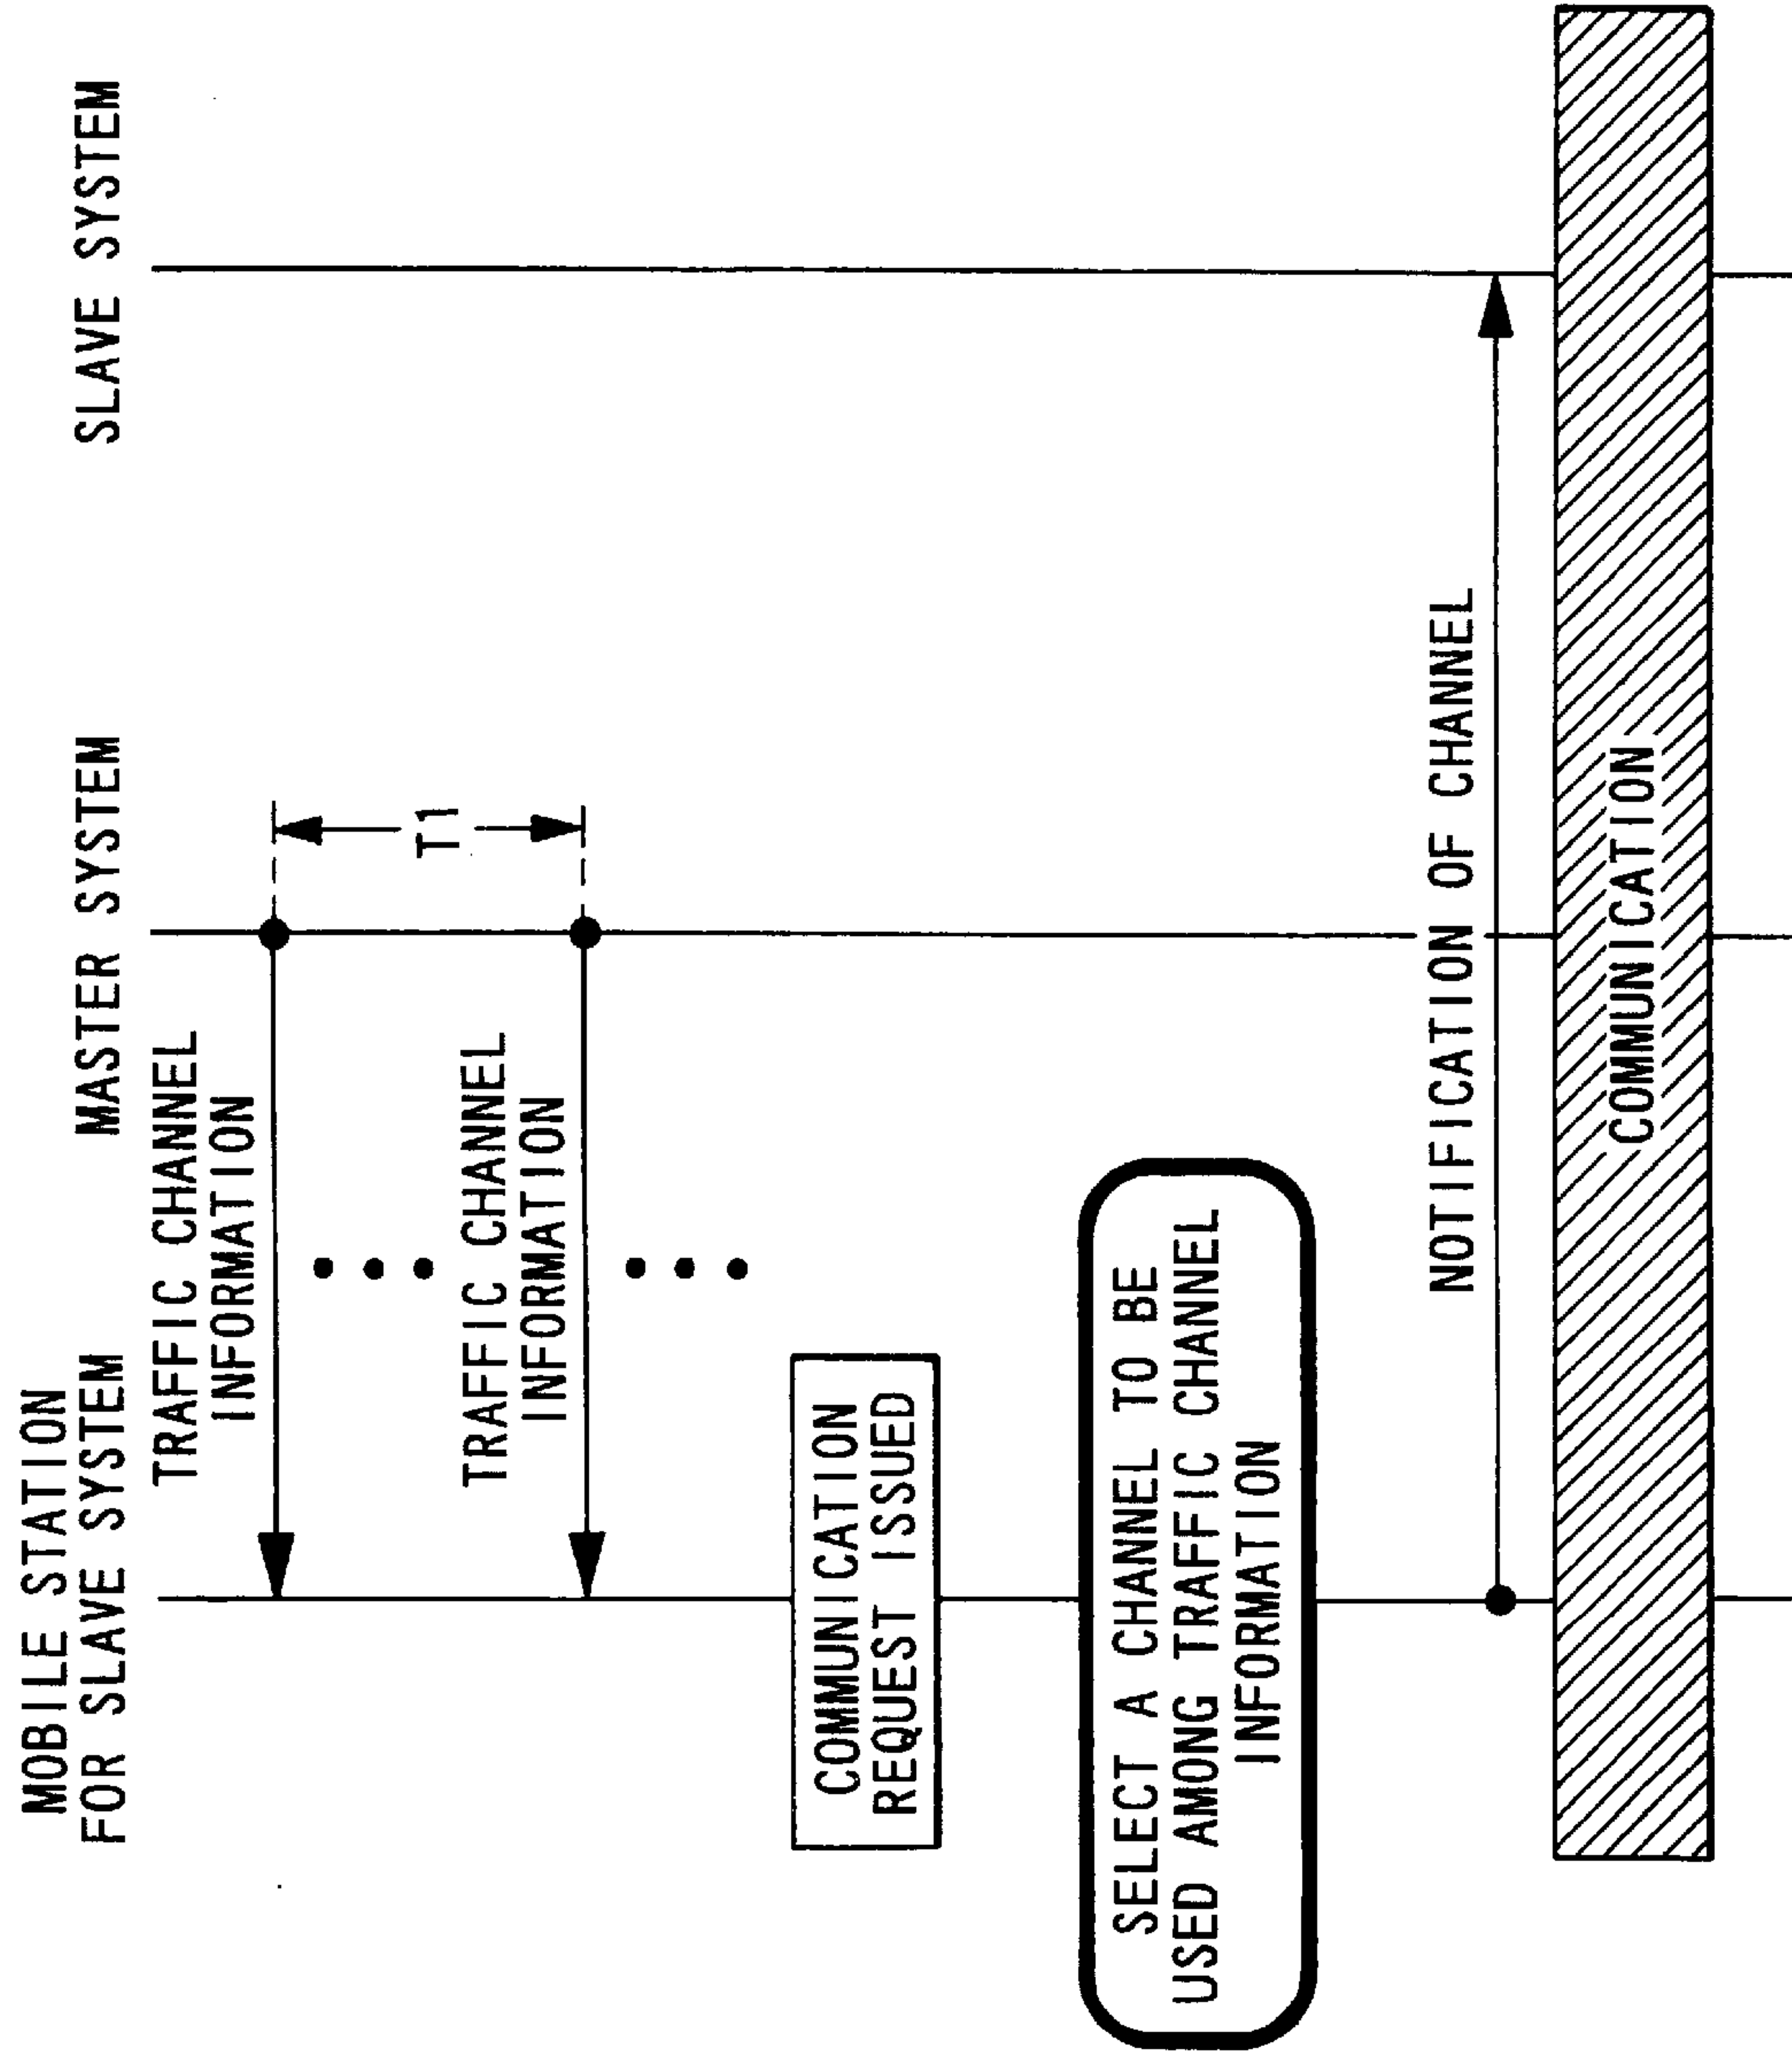 MOBILE STATION
FOR SLAVE SYSTEM
MASTER SYSTEM
SLAVE SYSTEM
TRAFFIC CHANNEL
INFORMATION
T1
TRAFFIC CHANNEL
INFORMATION
COMMUNICATION
REQUEST ISSUED
SELECT A CHANNEL TO BE
USED AMONG TRAFFIC CHANNEL
INFORMATION
NOTIFICATION OF CHANNEL
COMMUNICATION